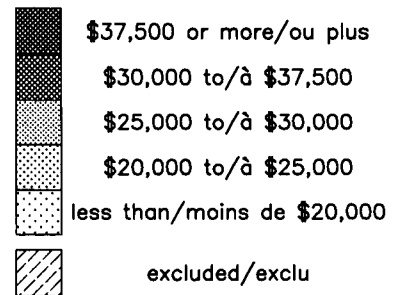 $37,500 or more/ou plus
$30,000 to/à $37,500
$25,000 to/à $30,000
$20,000 to/à $25,000
less than/moins de $20,000
excluded/exclu